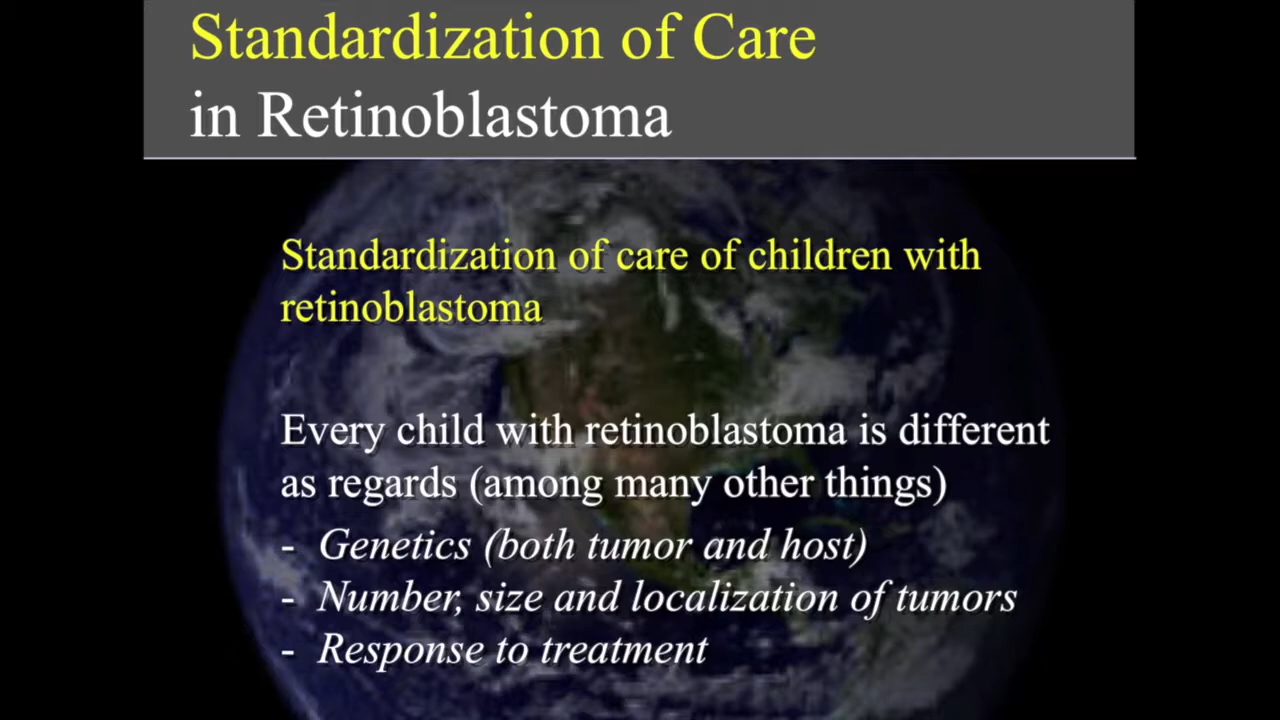 Standardization of Care
in Retinoblastoma
Standardization of care of children with
retinoblastoma
Every child with retinoblastoma is different
as regards (among many other things)
- Genetics (both tumor and host)
- Number, size and localization of tumors
- Response to treatment